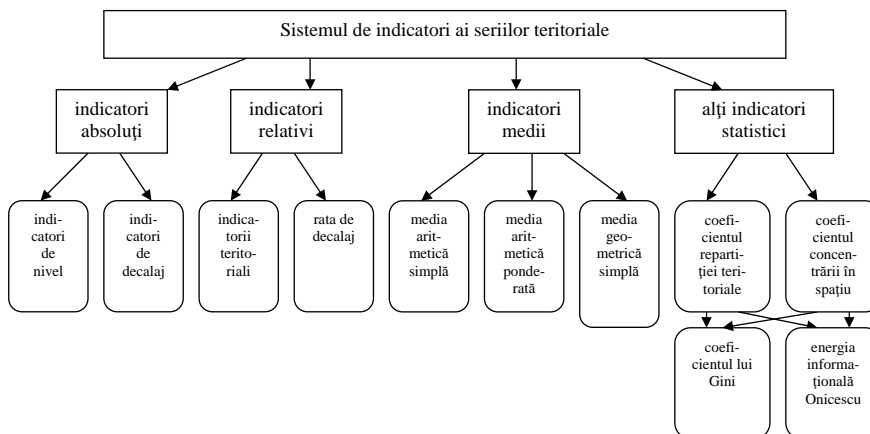 Sistemul de indicatori ai seriilor teritoriale
indicatori
absoluţi
indicatori
relativi
indicatori
medii
alţi indicatori
statistici
indi-
catori
de
nivel
indi-
catori
de
decalaj
indica-
torii
terito-
riali
rata de
decalaj
media
arit-
metică
simplă
media
arit-
metică
ponde-
rată
media
geo-
metrică
simplă
coefi-
cientul
reparti-
ţiei teri-
toriale
coefi-
cientul
concen-
trării în
spaţiu
coefi-
cientul lui
Gini
energia
informa-
ţională
Onicescu